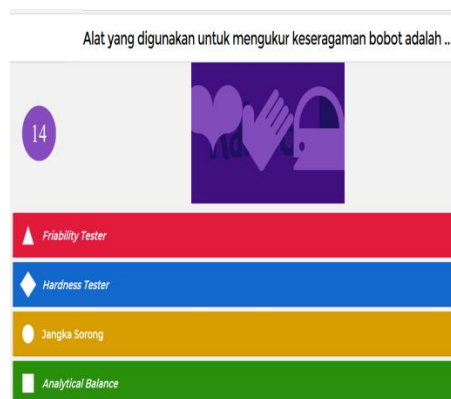 Alat yang digunakan untuk mengukur keseragaman bobot adalah ...
14
Friability Tester
Hardness Tester
Jangka Sorong
Analytical Balance